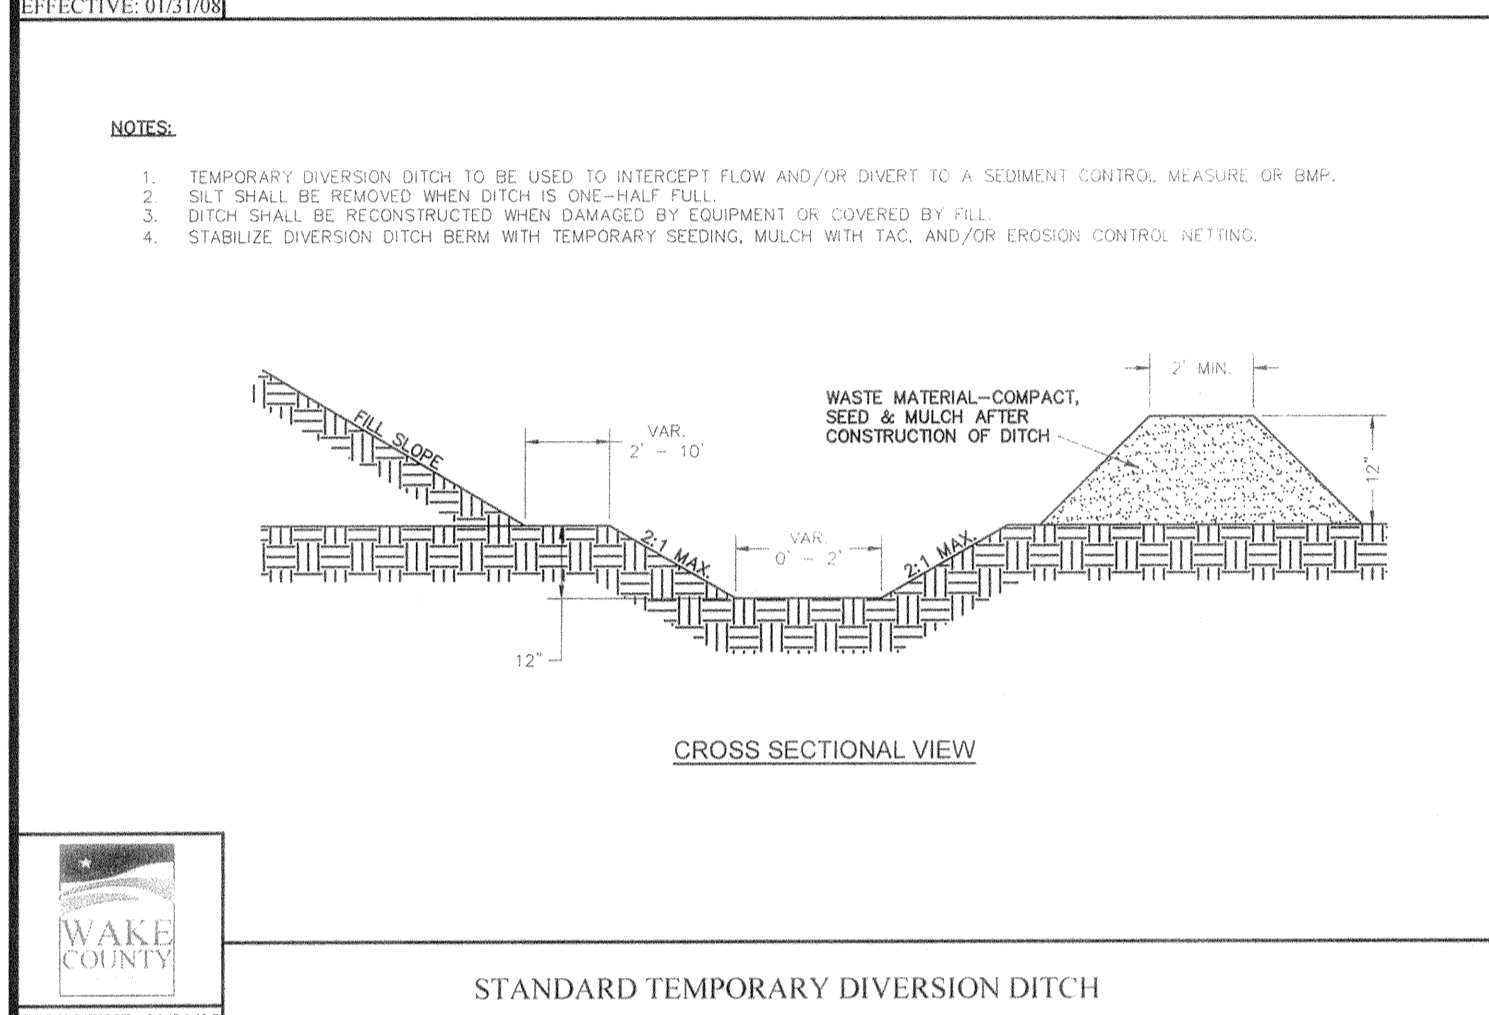 EFFECTIVE: 01/31/08
NOTES:
1. TEMPORARY DIVERSION DITCH TO BE USED TO INTERCEPT FLOW AND/OR DIVERT TO A SEDIMENT CONTROL MEASURE OR BMP.
2. SILT SHALL BE REMOVED WHEN DITCH IS ONE-HALF FULL.
3. DITCH SHALL BE RECONSTRUCTED WHEN DAMAGED BY EQUIPMENT OR COVERED BY FILL.
4. STABILIZE DIVERSION DITCH BERM WITH TEMPORARY SEEDING, MULCH WITH TAC, AND/OR EROSION CONTROL NETTING.
2' MIN.
WASTE MATERIAL-COMPACT,
SEED & MULCH AFTER
CONSTRUCTION OF DITCH
FILL SLOPE
VAR.
2' - 10'
12"
2:1 MAX.
VAR.
0' - 2'
2:1 MAX.
12"
CROSS SECTIONAL VIEW
WAKE
COUNTY
STANDARD TEMPORARY DIVERSION DITCH